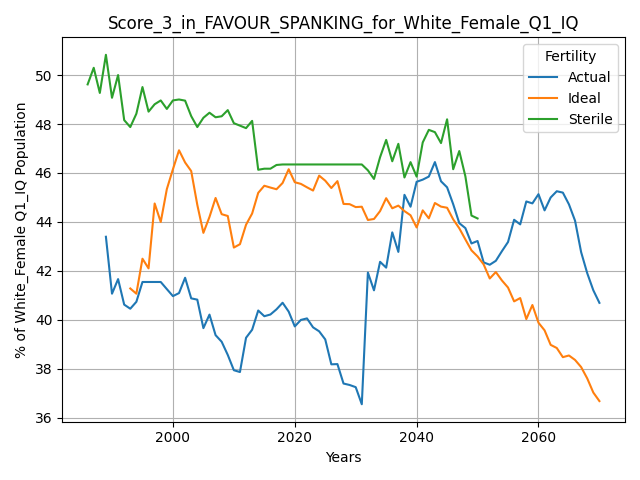 Score_3_in_FAVOUR_SPANKING_for_White_Female_Q1_IQ
% of White_Female Q1_IQ Population
50
48
46
44
42
40
38
36
Fertility
Actual
Ideal
Sterile
2000
2020
2040
2060
Years